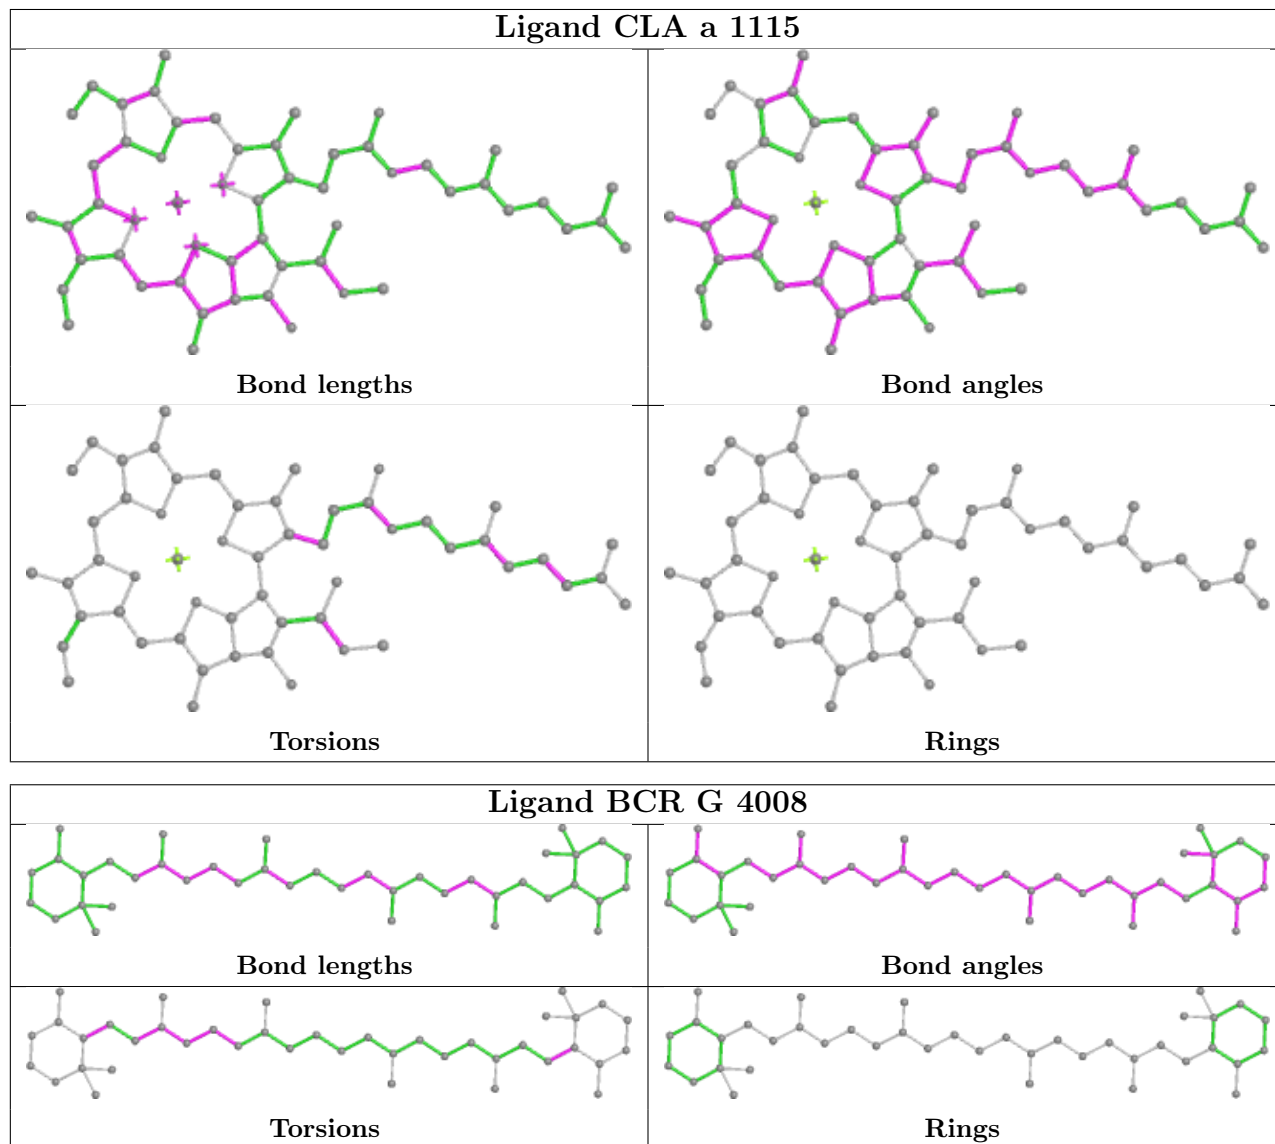 Ligand CLA a 1115
Bond lengths
Bond angles
Torsions
Rings
Ligand BCR G 4008
Bond lengths
Bond angles
Torsions
Rings